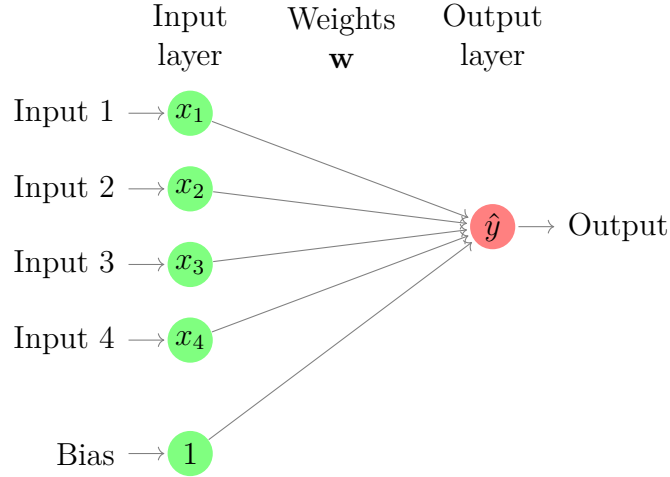 Input
layer
Weights
w
Output
layer
Input 1
x₁
Input 2
x₂
ŷ
Output
Input 3
x₃
Input 4
x₄
Bias
1